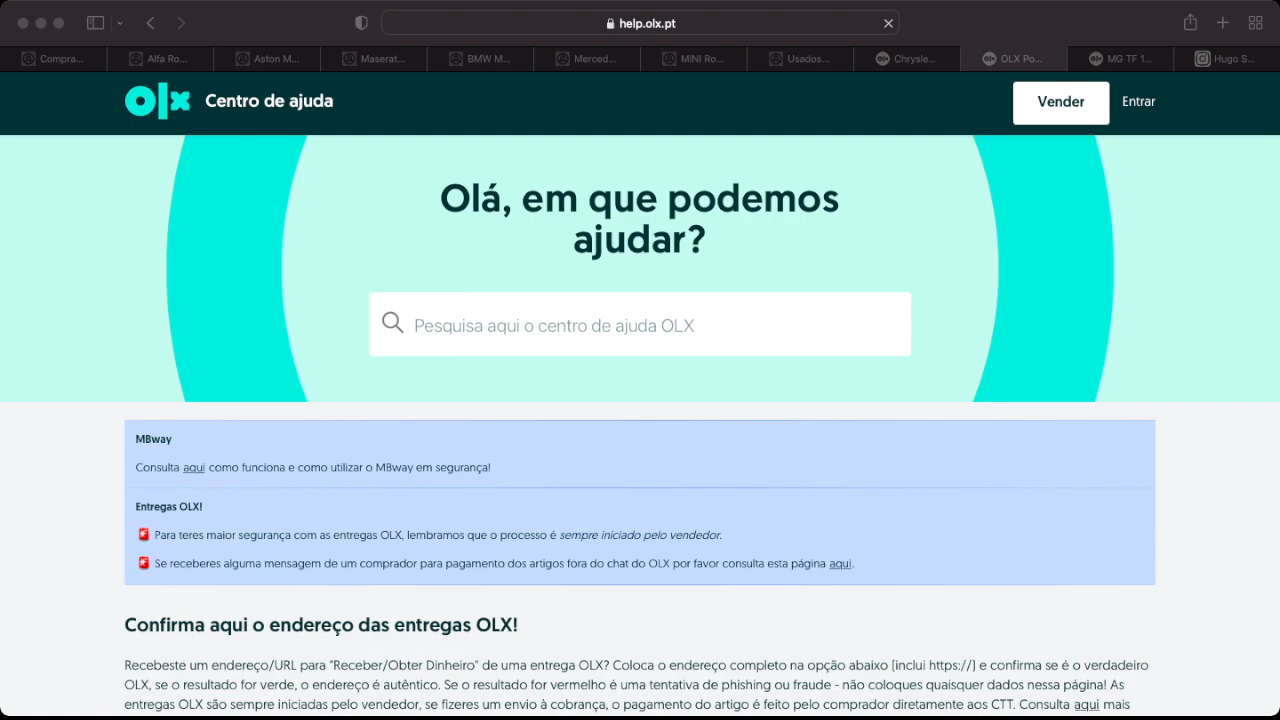 help.olx.pt
Compra...
Alfa Ro...
Aston M...
Maserat...
BMW M...
Merced...
MINI Ro...
Usados...
Chrysle...
OLX Po...
MG TF 1...
Hugo S...
olx Centro de ajuda
Vender
Entrar
Olá, em que podemos
ajudar?
Pesquisa aqui o centro de ajuda OLX
MBway
Consulta aqui como funciona e como utilizar o MBway em segurança!
Entregas OLX!
🚨 Para teres maior segurança com as entregas OLX, lembramos que o processo é sempre iniciado pelo vendedor.
🚨 Se receberes alguma mensagem de um comprador para pagamento dos artigos fora do chat do OLX por favor consulta esta página aqui.
Confirma aqui o endereço das entregas OLX!
Recebeste um endereço/URL para "Receber/Obter Dinheiro" de uma entrega OLX? Coloca o endereço completo na opção abaixo [inclui https://] e confirma se é o verdadeiro
OLX, se o resultado for verde, o endereço é autêntico. Se o resultado for vermelho é uma tentativa de phishing ou fraude - não coloques quaisquer dados nessa página! As
entregas OLX são sempre iniciadas pelo vendedor, se fizeres um envio à cobrança, o pagamento do artigo é feito pelo comprador diretamente aos CTT. Consulta aqui mais